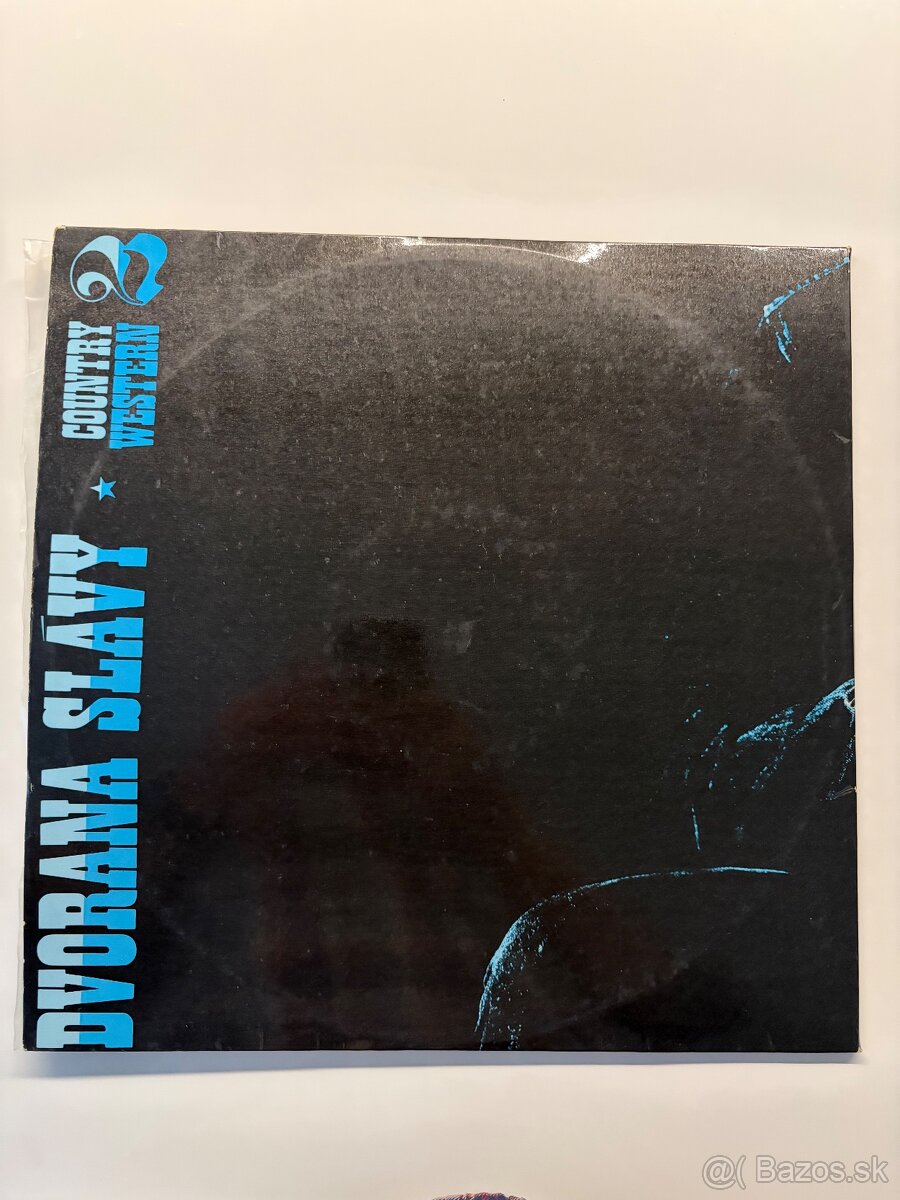 DVORANA SLÁVY ★ COUNTRY
WESTERN 2
@( Bazos.sk